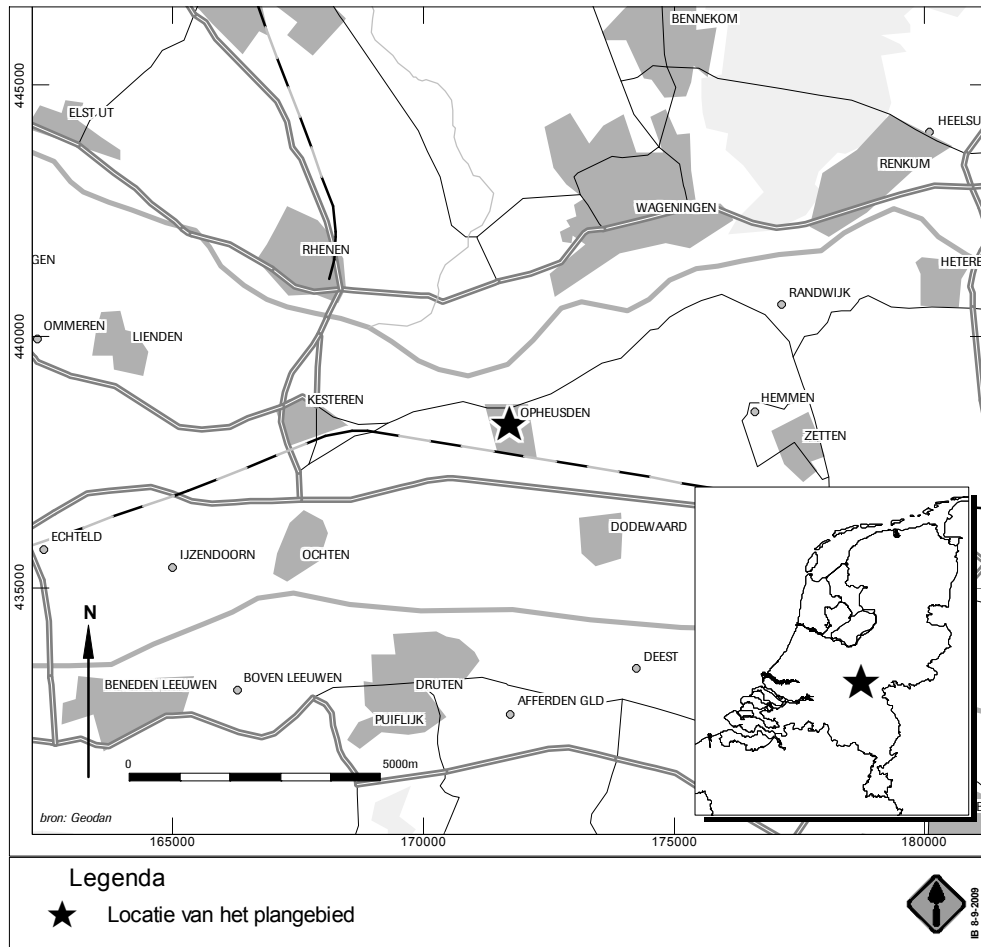 BENNEKOM
445000
ELST UT
HEELSU
RENKUM
WAGENINGEN
RHENEN
GEN
HETERE
RANDWIJK
OMMEREN
LIENDEN
440000
KESTEREN
OPHEUSDEN
HEMMEN
ZETTEN
DODEWAARD
ECHTELD
IJZENDOORN
OCHTEN
435000
N
DEEST
BENEDEN LEEUWEN
BOVEN LEEUWEN
DRUTEN
AFFERDEN GLD
PUIFLIJK
0
5000m
bron: Geodan
165000
170000
175000
180000
Legenda
Locatie van het plangebied
IB 8-9-2009